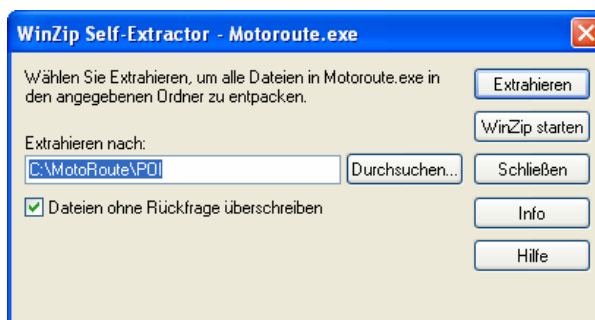 WinZip Self-Extractor - Motoroute.exe
Wählen Sie Extrahieren, um alle Dateien in Motoroute.exe in
den angegebenen Ordner zu entpacken.
Extrahieren nach:
C:\MotoRoute\POI
Durchsuchen...
Dateien ohne Rückfrage überschreiben
Extrahieren
WinZip starten
Schließen
Info
Hilfe